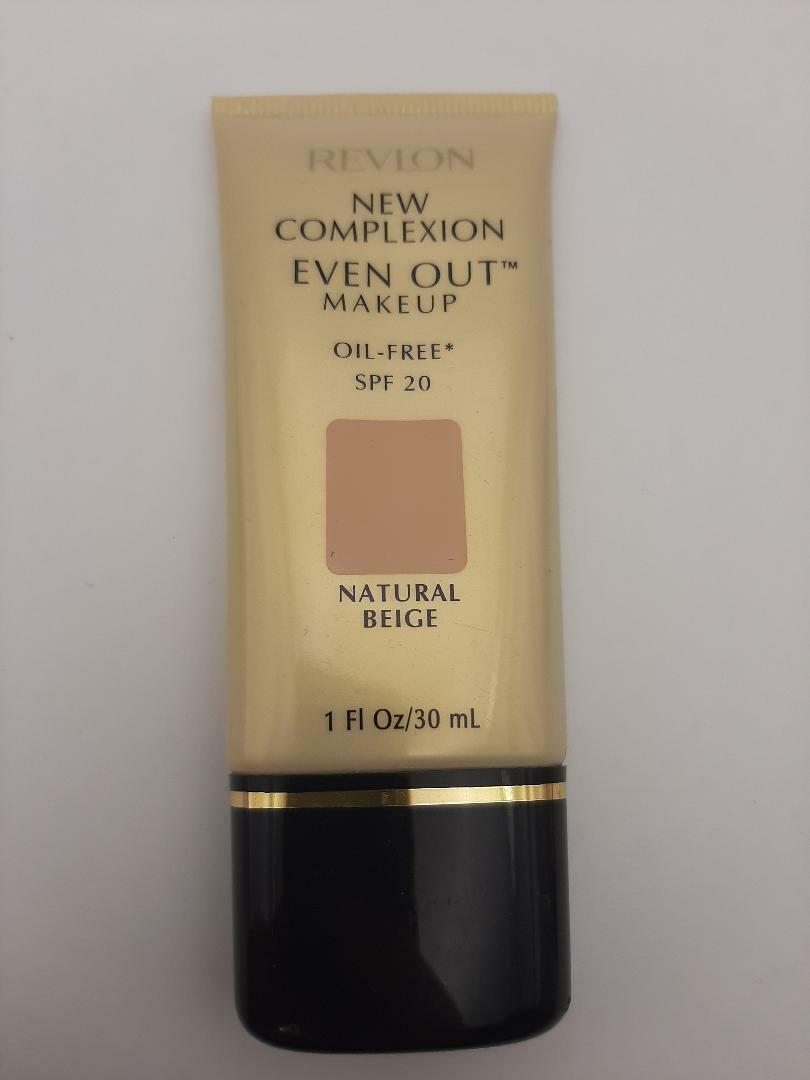 REVLON
NEW
COMPLEXION
EVEN OUT™
MAKEUP
OIL-FREE*
SPF 20
NATURAL
BEIGE
1 Fl Oz/30 mL